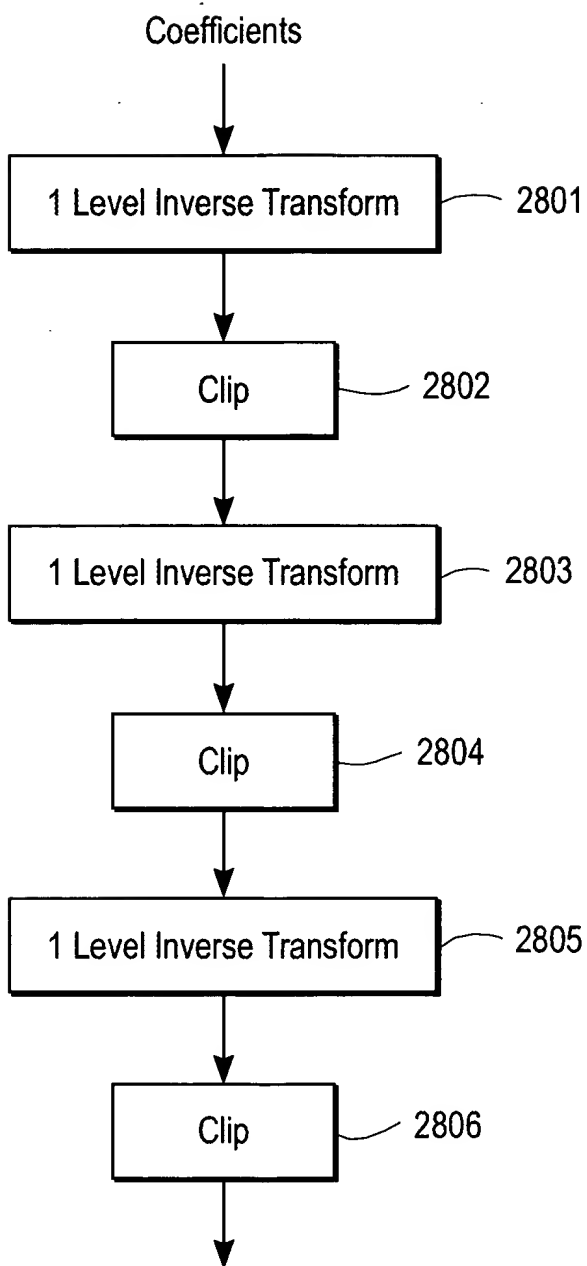 Coefficients
1 Level Inverse Transform
2801
Clip
2802
1 Level Inverse Transform
2803
Clip
2804
1 Level Inverse Transform
2805
Clip
2806